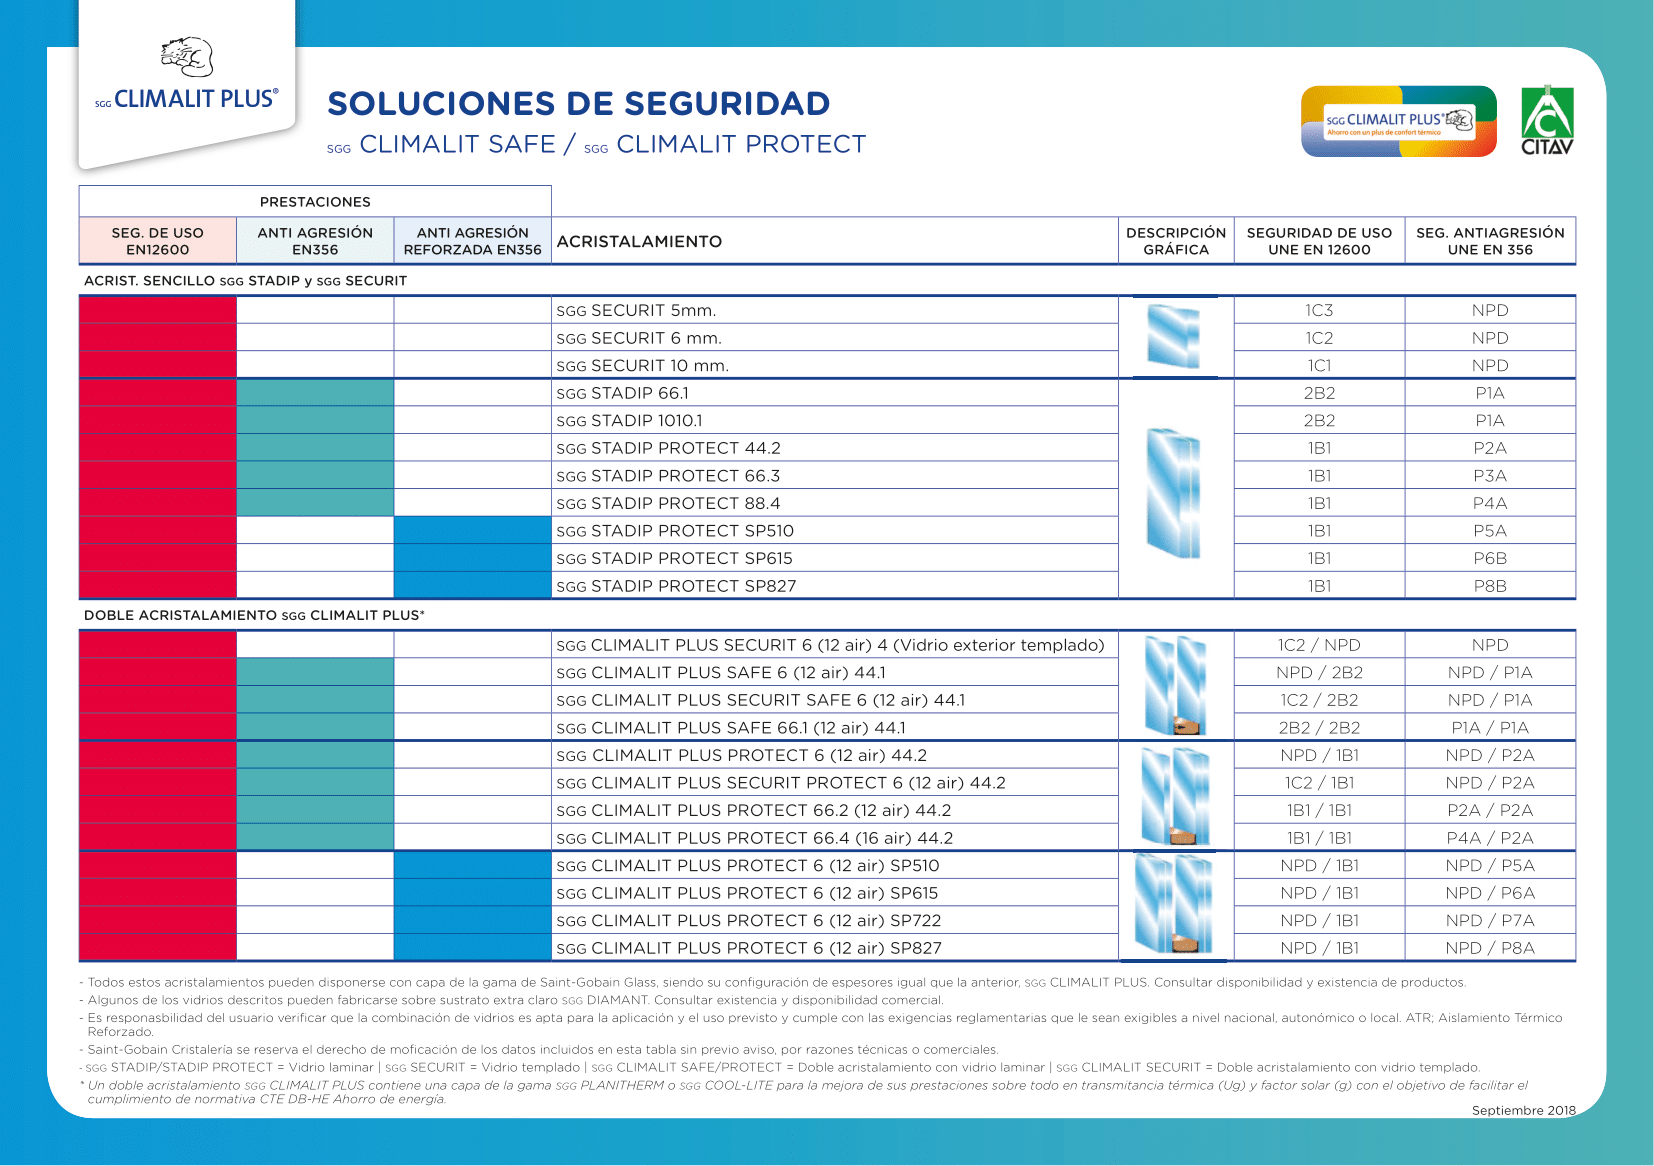 SGG CLIMALIT PLUS®
SOLUCIONES DE SEGURIDAD
SGG CLIMALIT SAFE / SGG CLIMALIT PROTECT
SGG CLIMALIT PLUS®
Ahorro con un plus de confort térmico
CITAV
PRESTACIONES
SEG. DE USO EN12600
ANTI AGRESIÓN EN356
ANTI AGRESIÓN REFORZADA EN356
ACRISTALAMIENTO
DESCRIPCIÓN GRÁFICA
SEGURIDAD DE USO UNE EN 12600
SEG. ANTIAGRESIÓN UNE EN 356
ACRIST. SENCILLO SGG STADIP y SGG SECURIT
SGG SECURIT 5mm. 1C3 NPD
SGG SECURIT 6 mm. 1C2 NPD
SGG SECURIT 10 mm. 1C1 NPD
SGG STADIP 66.1 2B2 P1A
SGG STADIP 1010.1 2B2 P1A
SGG STADIP PROTECT 44.2 1B1 P2A
SGG STADIP PROTECT 66.3 1B1 P3A
SGG STADIP PROTECT 88.4 1B1 P4A
SGG STADIP PROTECT SP510 1B1 P5A
SGG STADIP PROTECT SP615 1B1 P6B
SGG STADIP PROTECT SP827 1B1 P8B
DOBLE ACRISTALAMIENTO SGG CLIMALIT PLUS*
SGG CLIMALIT PLUS SECURIT 6 (12 air) 4 (Vidrio exterior templado) 1C2 / NPD NPD
SGG CLIMALIT PLUS SAFE 6 (12 air) 44.1 NPD / 2B2 NPD / P1A
SGG CLIMALIT PLUS SECURIT SAFE 6 (12 air) 44.1 1C2 / 2B2 NPD / P1A
SGG CLIMALIT PLUS SAFE 66.1 (12 air) 44.1 2B2 / 2B2 P1A / P1A
SGG CLIMALIT PLUS PROTECT 6 (12 air) 44.2 NPD / 1B1 NPD / P2A
SGG CLIMALIT PLUS SECURIT PROTECT 6 (12 air) 44.2 1C2 / 1B1 NPD / P2A
SGG CLIMALIT PLUS PROTECT 66.2 (12 air) 44.2 1B1 / 1B1 P2A / P2A
SGG CLIMALIT PLUS PROTECT 66.4 (16 air) 44.2 1B1 / 1B1 P4A / P2A
SGG CLIMALIT PLUS PROTECT 6 (12 air) SP510 NPD / 1B1 NPD / P5A
SGG CLIMALIT PLUS PROTECT 6 (12 air) SP615 NPD / 1B1 NPD / P6A
SGG CLIMALIT PLUS PROTECT 6 (12 air) SP722 NPD / 1B1 NPD / P7A
SGG CLIMALIT PLUS PROTECT 6 (12 air) SP827 NPD / 1B1 NPD / P8A
- Todos estos acristalamientos pueden disponerse con capa de la gama de Saint-Gobain Glass, siendo su configuración de espesores igual que la anterior, SGG CLIMALIT PLUS. Consultar disponibilidad y existencia de productos.
- Algunos de los vidrios descritos pueden fabricarse sobre sustrato extra claro SGG DIAMANT. Consultar existencia y disponibilidad comercial.
- Es responasbilidad del usuario verificar que la combinación de vidrios es apta para la aplicación y el uso previsto y cumple con las exigencias reglamentarias que le sean exigibles a nivel nacional, autonómico o local. ATR; Aislamiento Térmico
Reforzado.
- Saint-Gobain Cristalería se reserva el derecho de moficación de los datos incluidos en esta tabla sin previo aviso, por razones técnicas o comerciales.
- SGG STADIP/STADIP PROTECT = Vidrio laminar | SGG SECURIT = Vidrio templado | SGG CLIMALIT SAFE/PROTECT = Doble acristalamiento con vidrio laminar | SGG CLIMALIT SECURIT = Doble acristalamiento con vidrio templado.
* Un doble acristalamiento SGG CLIMALIT PLUS contiene una capa de la gama SGG PLANITHERM o SGG COOL-LITE para la mejora de sus prestaciones sobre todo en transmitancia térmica (Ug) y factor solar (g) con el objetivo de facilitar el
cumplimiento de normativa CTE DB-HE Ahorro de energía.
Septiembre 2018